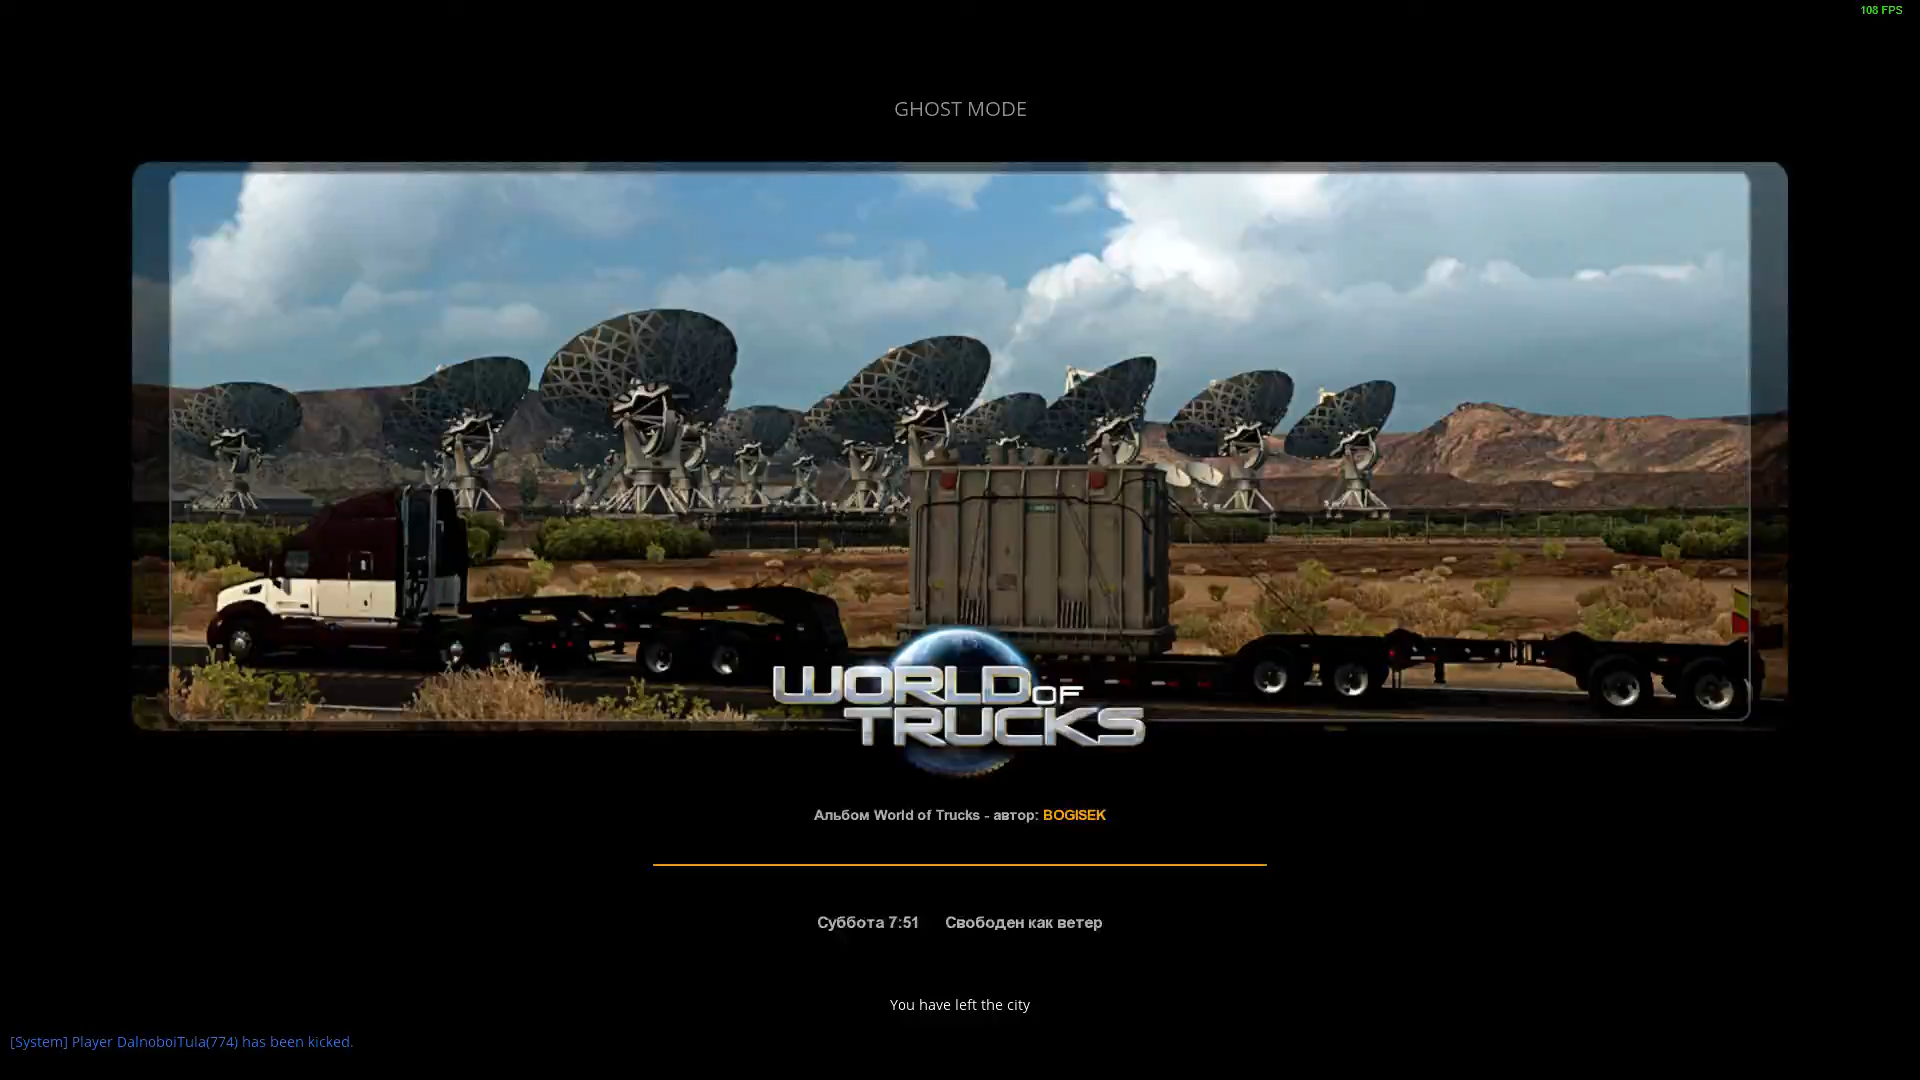 108 FPS
GHOST MODE
WORLD OF
TRUCKS
Альбом World of Trucks - автор: BOGISEK
Суббота 7:51 Свободен как ветер
You have left the city
[System] Player DalnoboiTula(774) has been kicked.